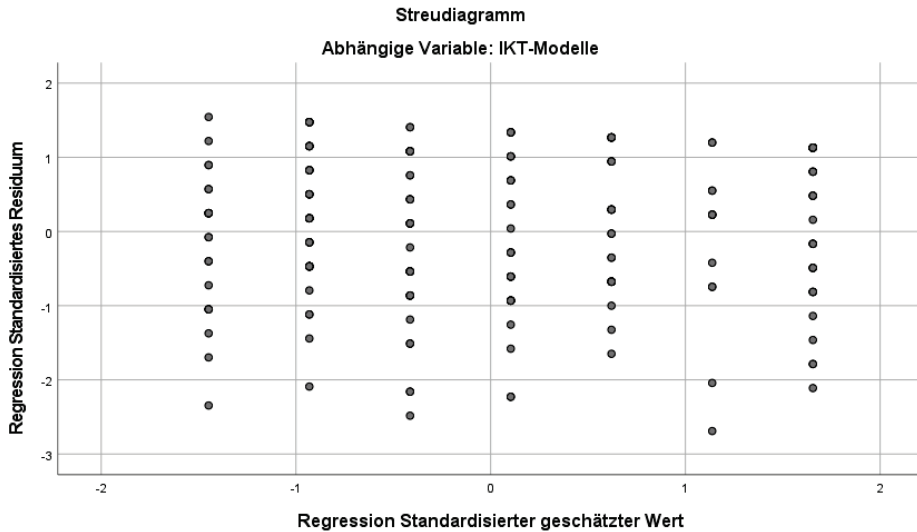 Streudiagramm
Abhängige Variable: IKT-Modelle
Regression Standardisiertes Residuum
2
1
0
-1
-2
-3
-2
-1
0
1
2
Regression Standardisierter geschätzter Wert